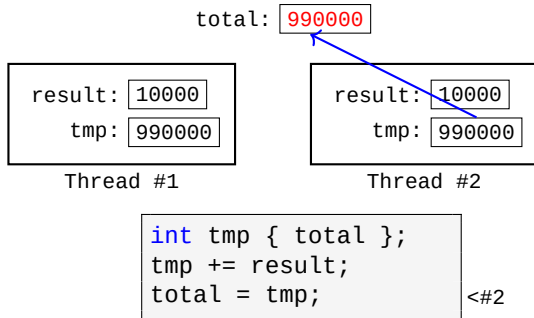 total: 990000
result: 10000
tmp: 990000
Thread #1
result: 10000
tmp: 990000
Thread #2
int tmp { total };
tmp += result;
total = tmp;
<#2